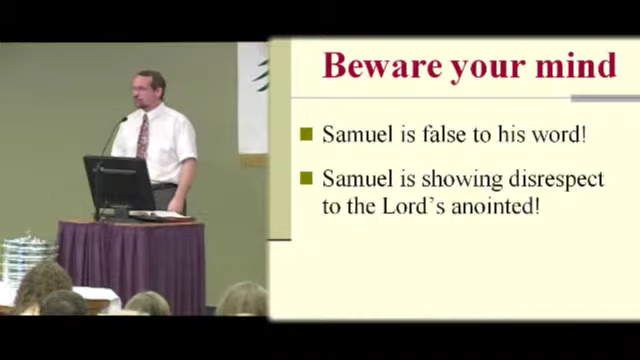 Beware your mind
Samuel is false to his word!
Samuel is showing disrespect
to the Lord's anointed!